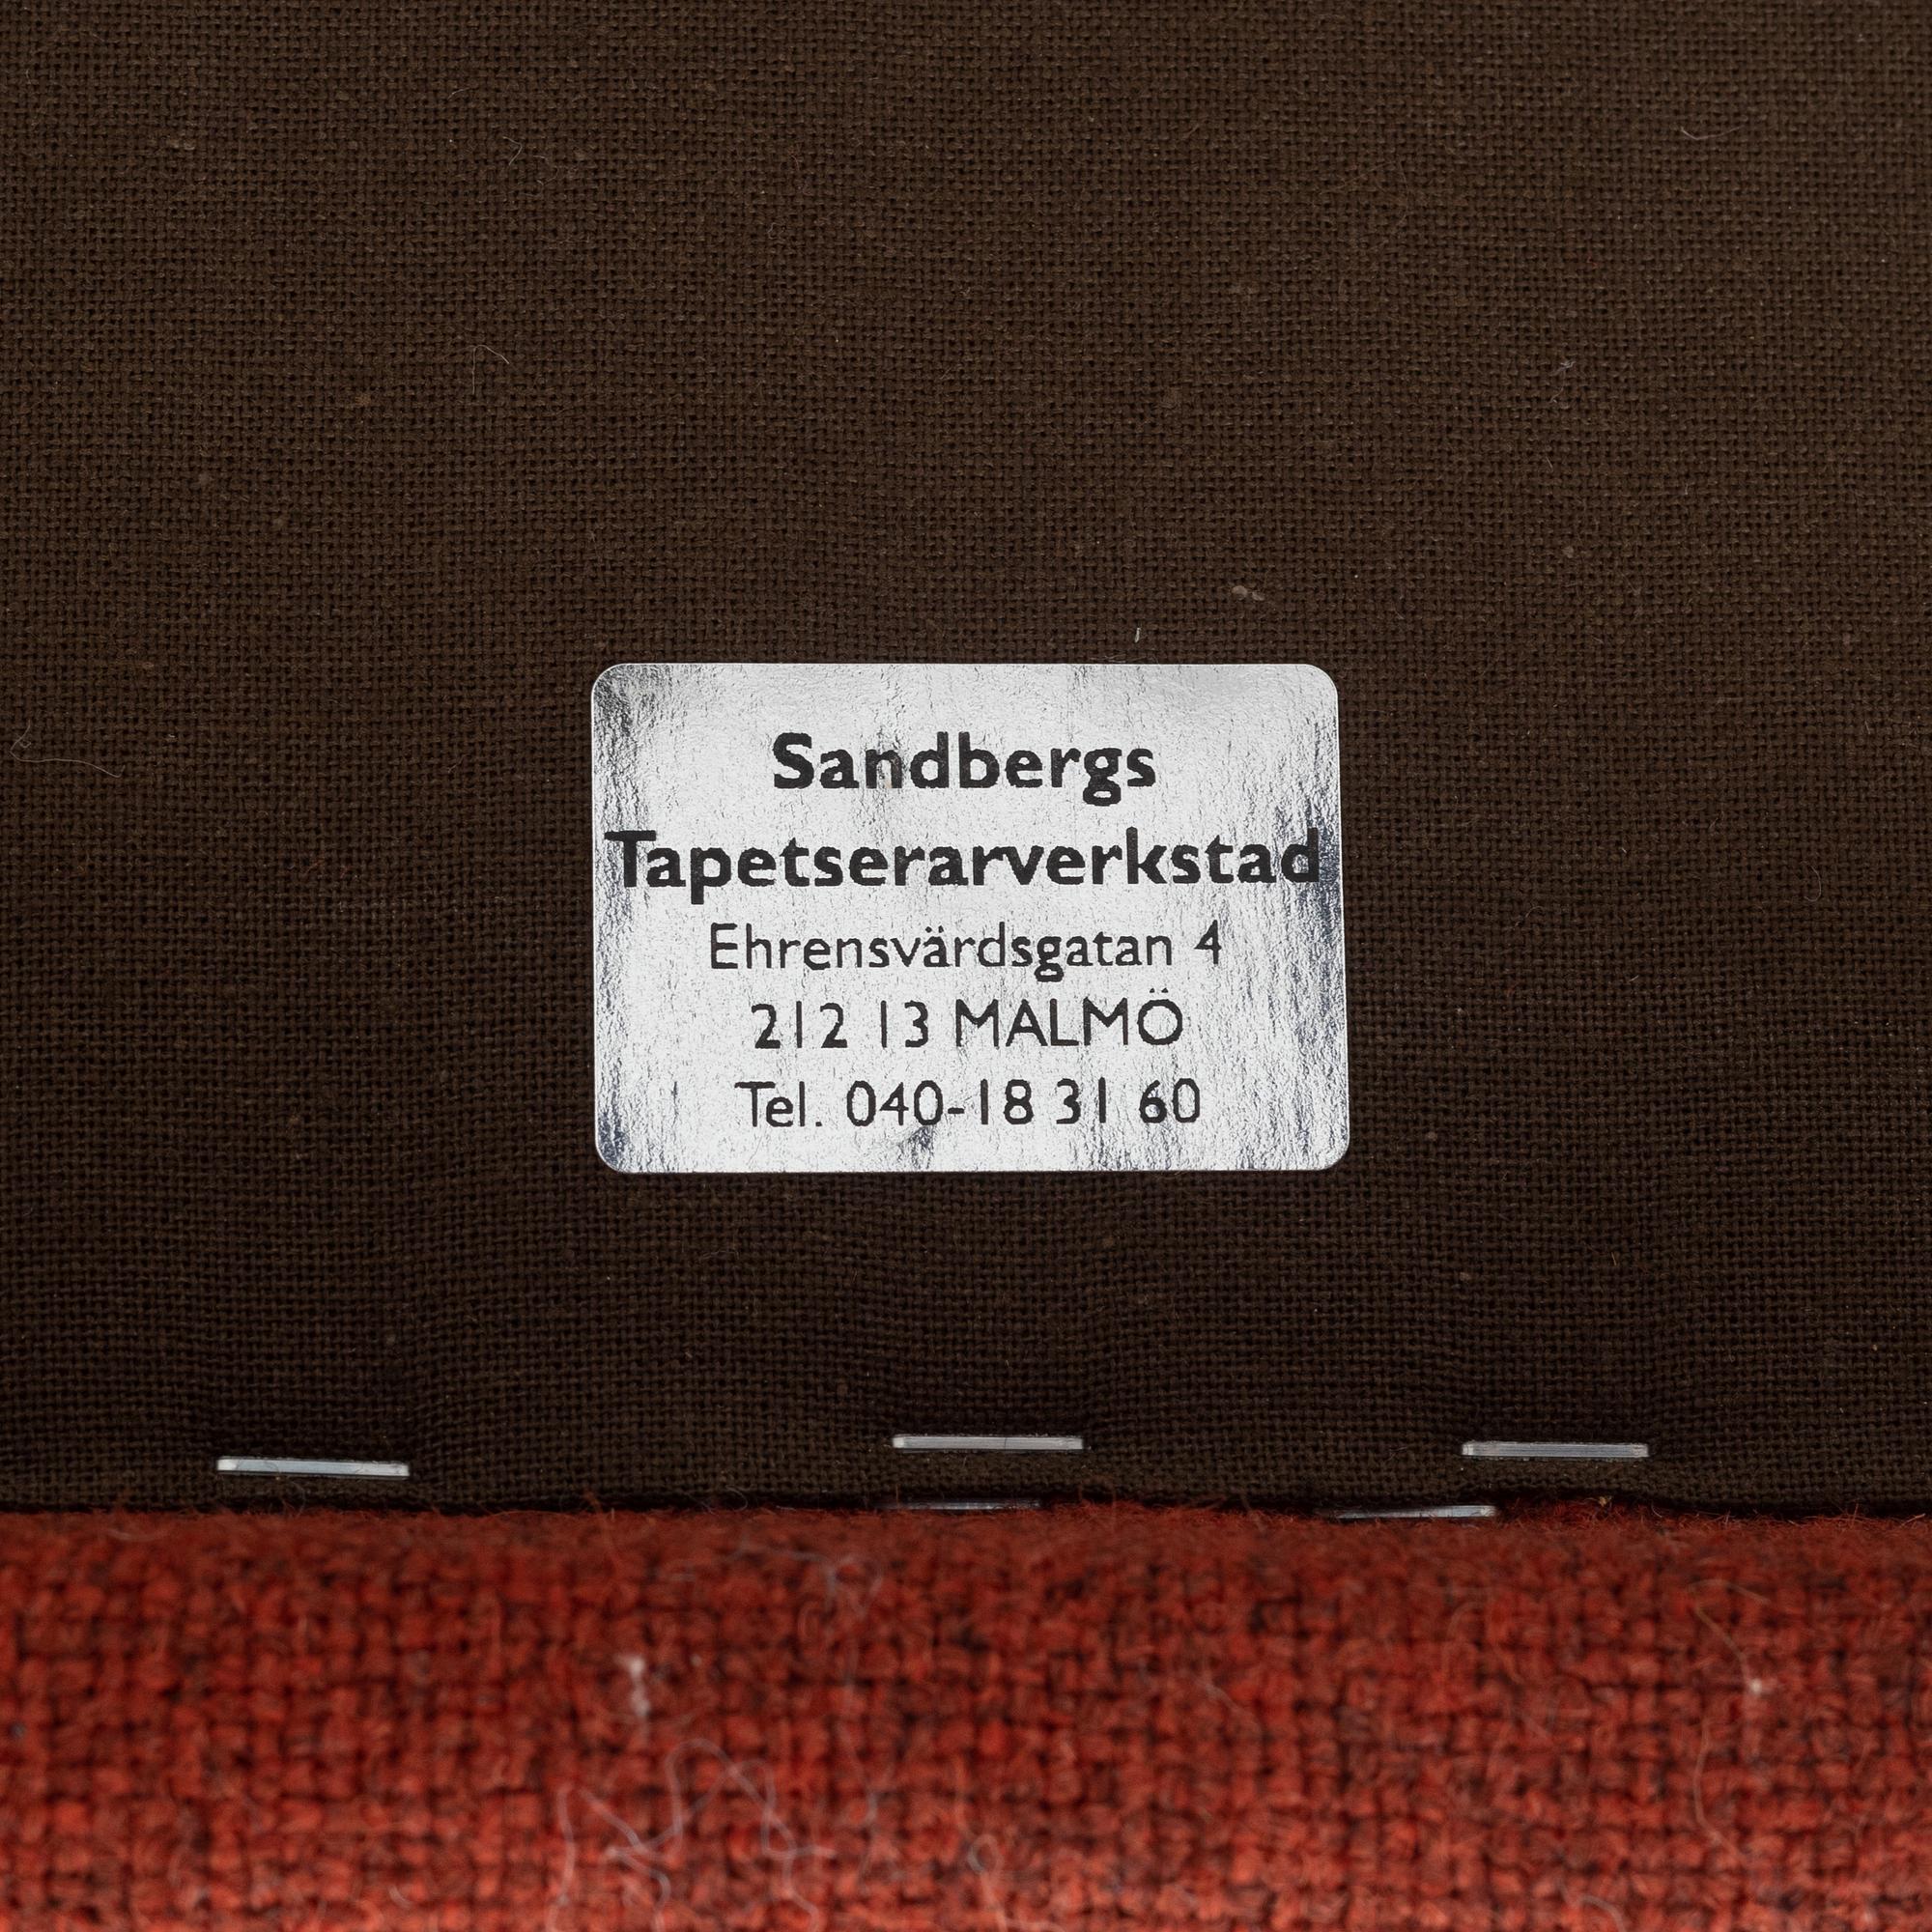 Sandbergs
Tapetserarverkstad
Ehrensvärdsgatan 4
212 13 MALMÖ
Tel. 040-18 31 60